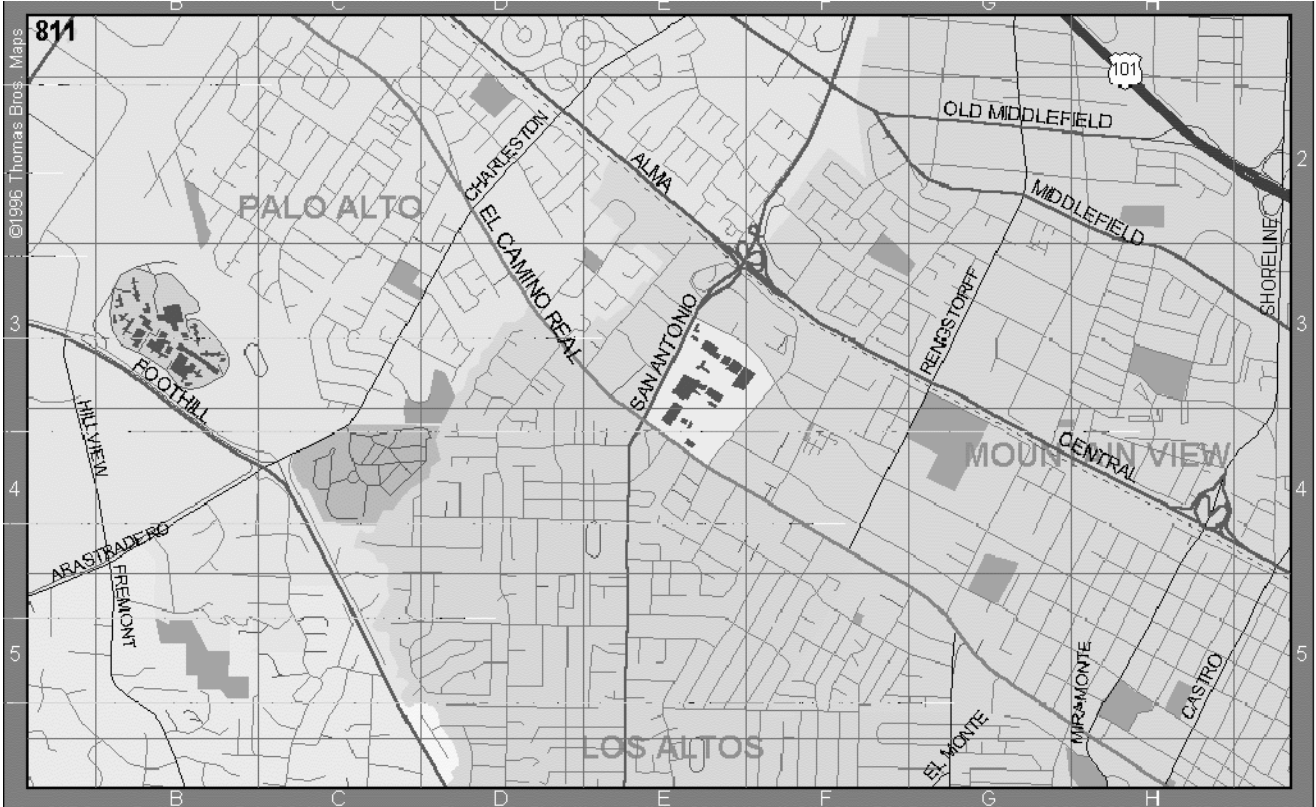 B C D E F G H
811
©1996 Thomas Bros. Maps
101
OLD MIDDLEFIELD
CHARLESTON
ALMA
2
2
PALO ALTO
MIDDLEFIELD
EL CAMINO REAL
SHORELINE
SAN ANTONIO
RENGSTORFF
3
3
FOOTHILL
HILLVIEW
MOUNTAIN VIEW
CENTRAL
4
4
ARASTRADERO
FREMONT
5
5
MIRAMONTE
CASTRO
LOS ALTOS
EL MONTE
B C D E F G H